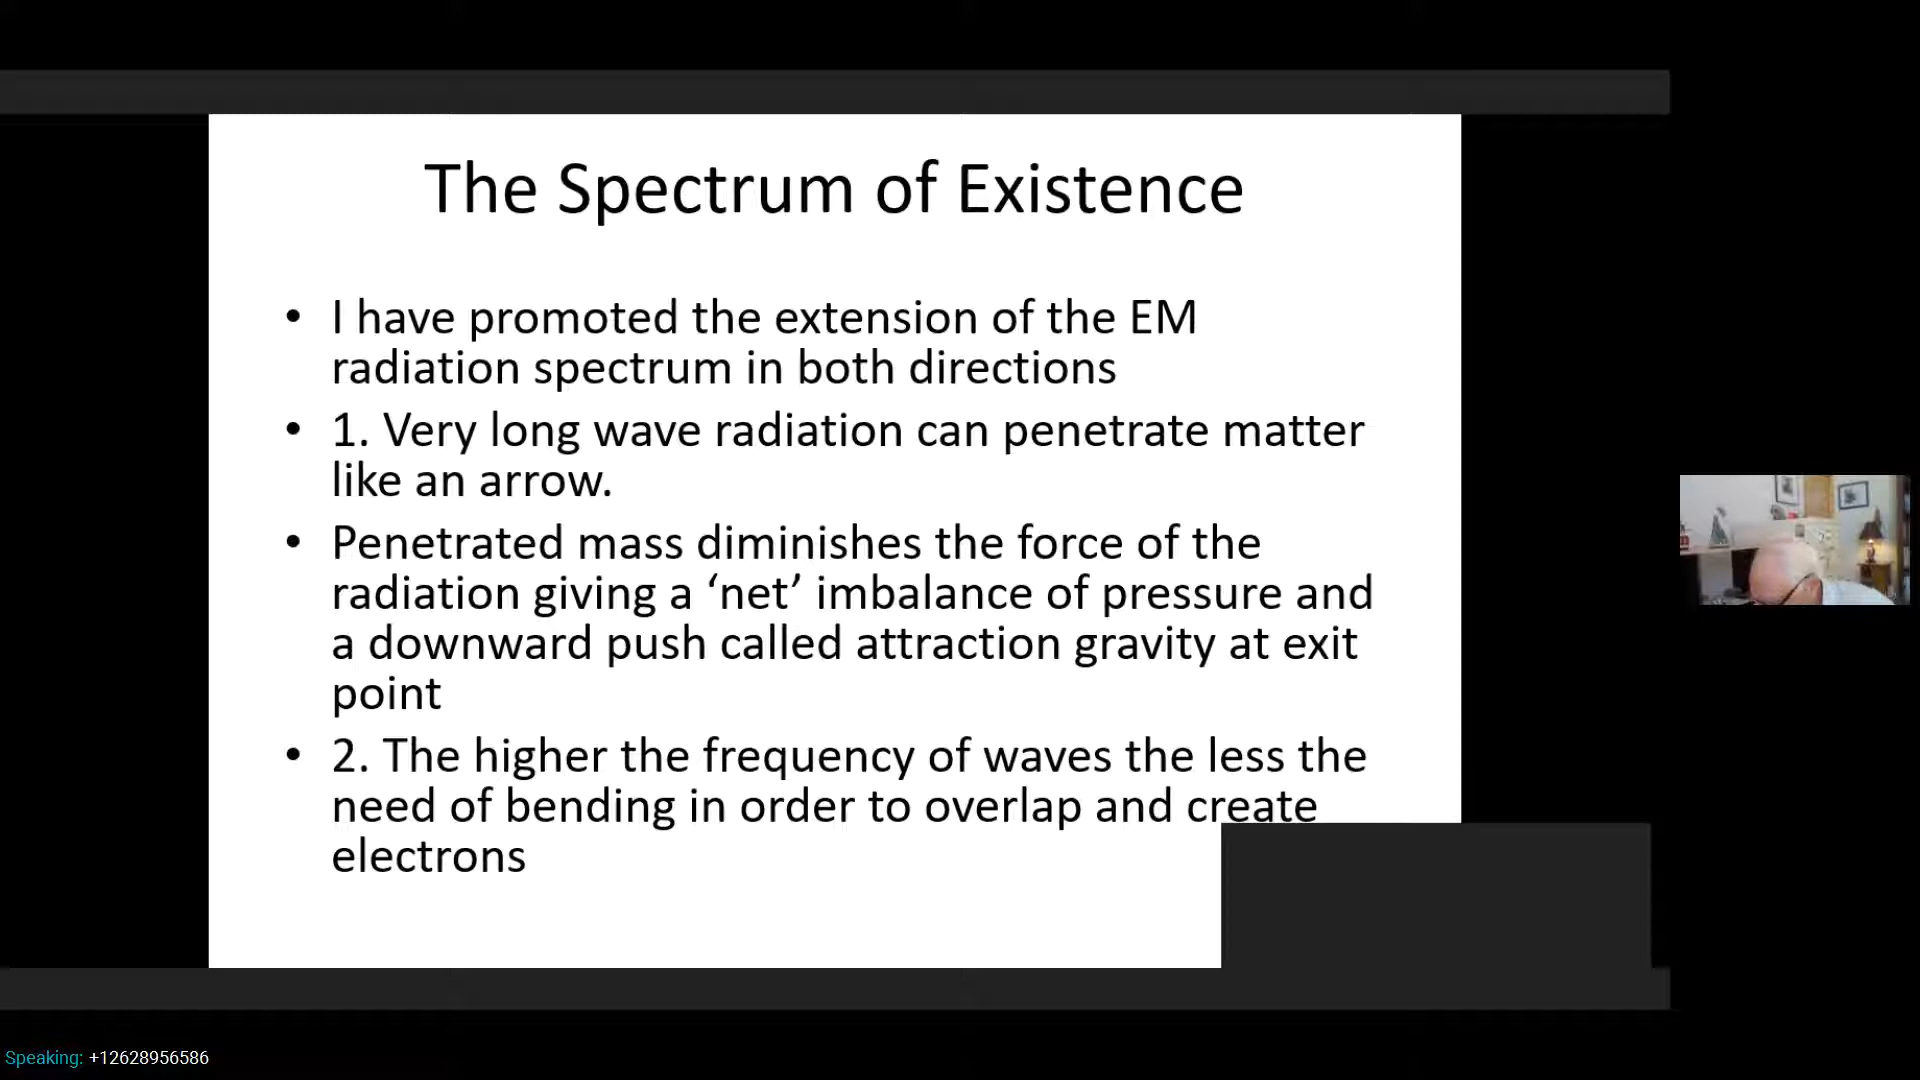 The Spectrum of Existence
• I have promoted the extension of the EM
radiation spectrum in both directions
• 1. Very long wave radiation can penetrate matter
like an arrow.
• Penetrated mass diminishes the force of the
radiation giving a ‘net’ imbalance of pressure and
a downward push called attraction gravity at exit
point
• 2. The higher the frequency of waves the less the
need of bending in order to overlap and create
electrons
Speaking: +12628956586